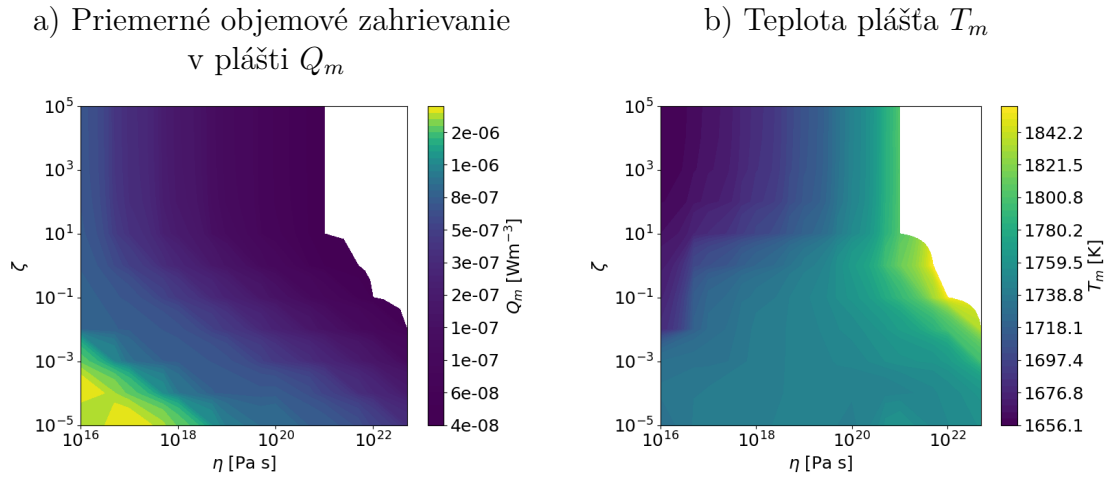 a) Priemerné objemové zahrievanie
v plášti Q_m
b) Teplota plášťa T_m
10^5
10^3
10^1
10^-1
10^-3
10^-5
ζ
10^16
10^18
10^20
10^22
η [Pa s]
2e-06
1e-06
8e-07
5e-07
3e-07
2e-07
1e-07
1e-07
6e-08
4e-08
Q_m [Wm^-3]
10^5
10^3
10^1
10^-1
10^-3
10^-5
ζ
10^16
10^18
10^20
10^22
η [Pa s]
1842.2
1821.5
1800.8
1780.2
1759.5
1738.8
1718.1
1697.4
1676.8
1656.1
T_m [K]